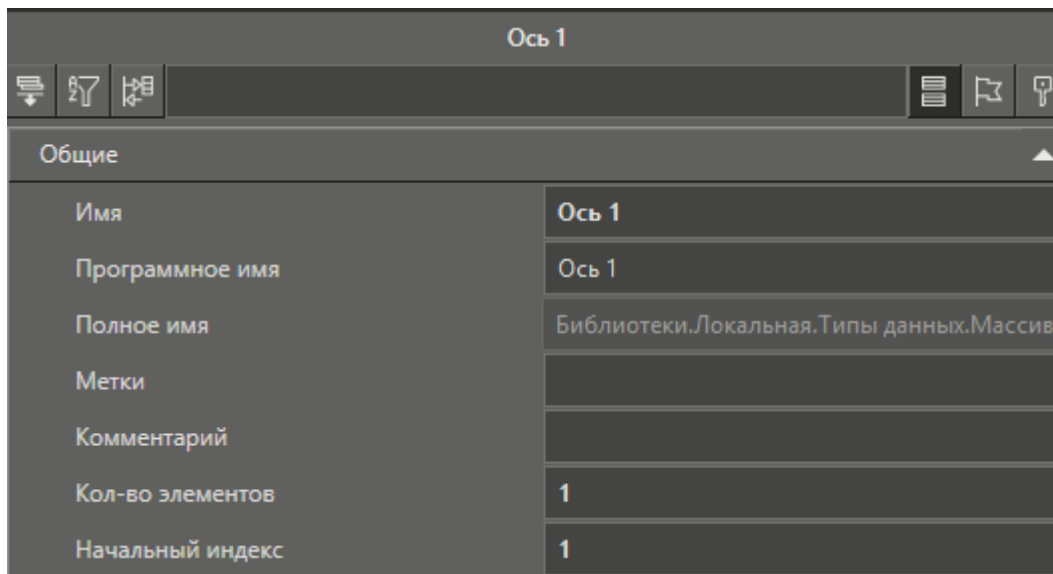 Ось 1
Общие
Имя Ось 1
Программное имя Ось 1
Полное имя Библиотеки.Локальная.Типы данных.Массив
Метки
Комментарий
Кол-во элементов 1
Начальный индекс 1